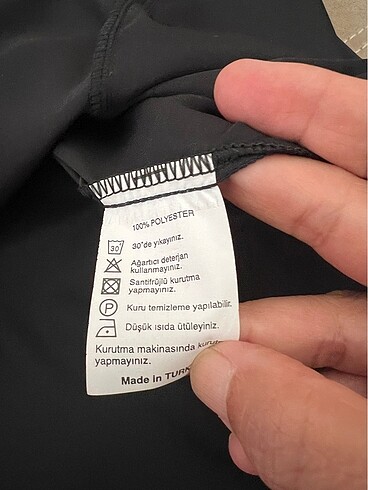 100% POLYESTER
30
30°de yıkayınız.
Ağartıcı deterjan
kullanmayınız.
Santifrüjlü kurutma
yapmayınız.
P
Kuru temizleme yapılabilir.
Düşük ısıda ütüleyiniz.
Kurutma makinasında
yapmayınız.
Made in